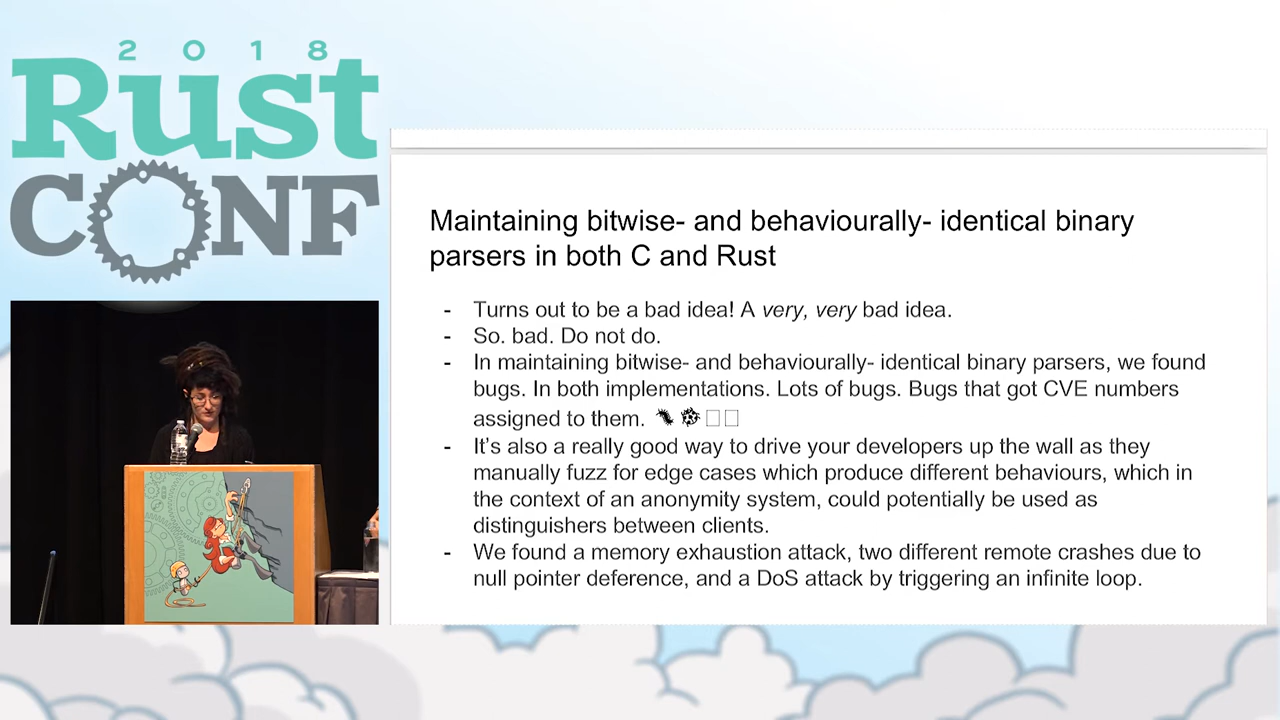 2018
Rust
CONF
Maintaining bitwise- and behaviourally- identical binary
parsers in both C and Rust
- Turns out to be a bad idea! A very, very bad idea.
- So. bad. Do not do.
- In maintaining bitwise- and behaviourally- identical binary parsers, we found
bugs. In both implementations. Lots of bugs. Bugs that got CVE numbers
assigned to them.
- It's also a really good way to drive your developers up the wall as they
manually fuzz for edge cases which produce different behaviours, which in
the context of an anonymity system, could potentially be used as
distinguishers between clients.
- We found a memory exhaustion attack, two different remote crashes due to
null pointer deference, and a DoS attack by triggering an infinite loop.